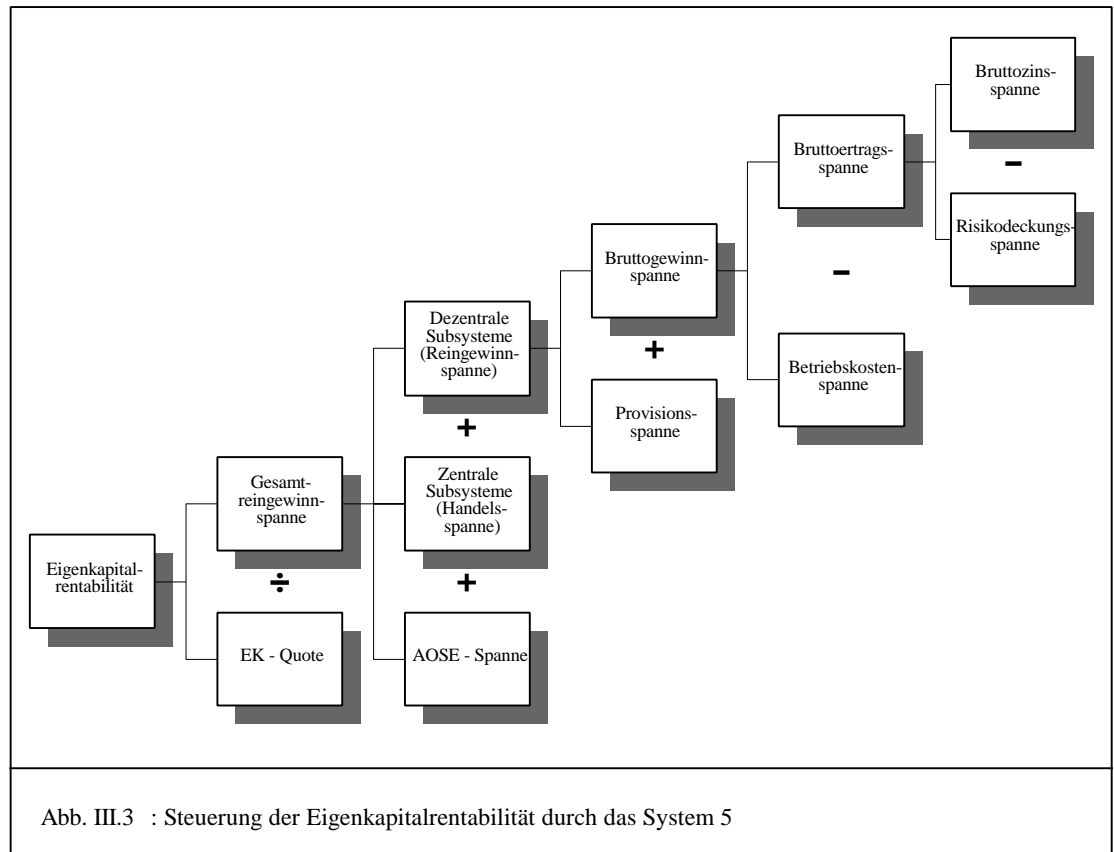 Bruttozins-
spanne
–
Bruttoertrags-
spanne
Risikodeckungs-
spanne
Bruttogewinn-
spanne
–
Dezentrale
Subsysteme
(Reingewinn-
spanne)
+
Betriebskosten-
spanne
Provisions-
spanne
+
Gesamt-
reingewinn-
spanne
Zentrale
Subsysteme
(Handels-
spanne)
Eigenkapital-
rentabilität
÷
+
EK - Quote
AOSE - Spanne
Abb. III.3 : Steuerung der Eigenkapitalrentabilität durch das System 5